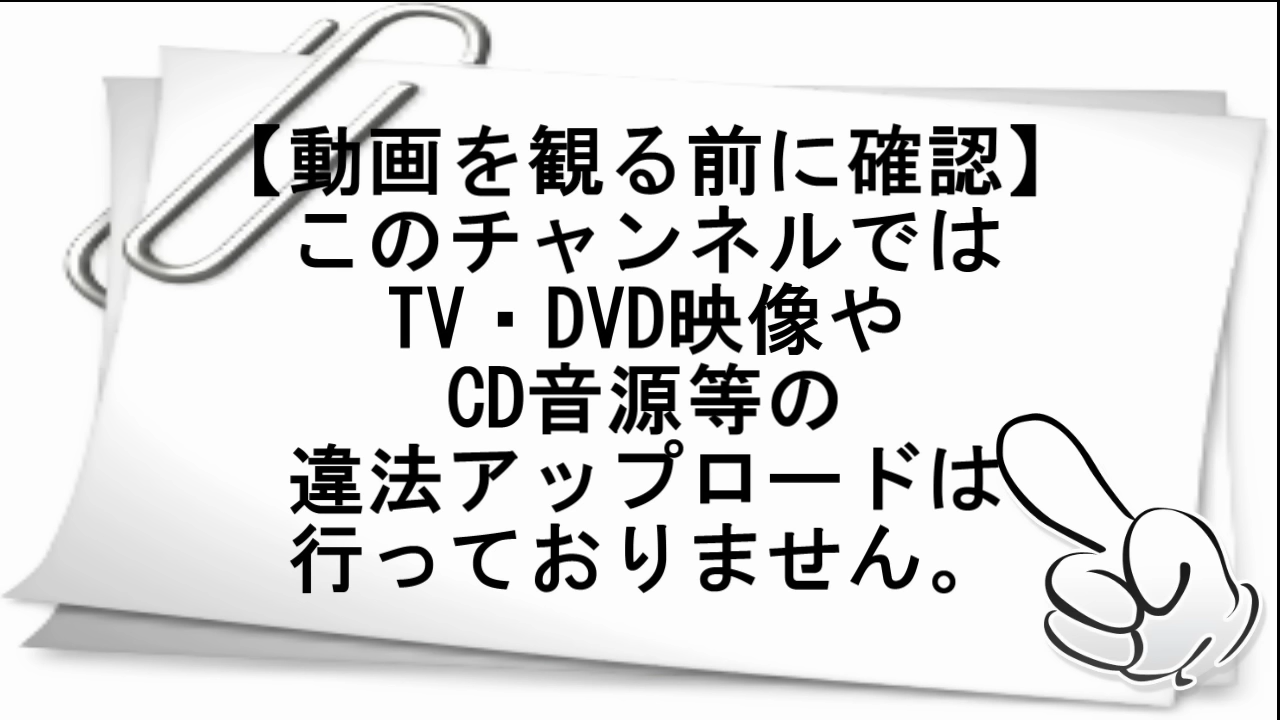 【動画を観る前に確認】
このチャンネルでは
TV・DVD映像や
CD音源等の
違法アップロードは
行っておりません。